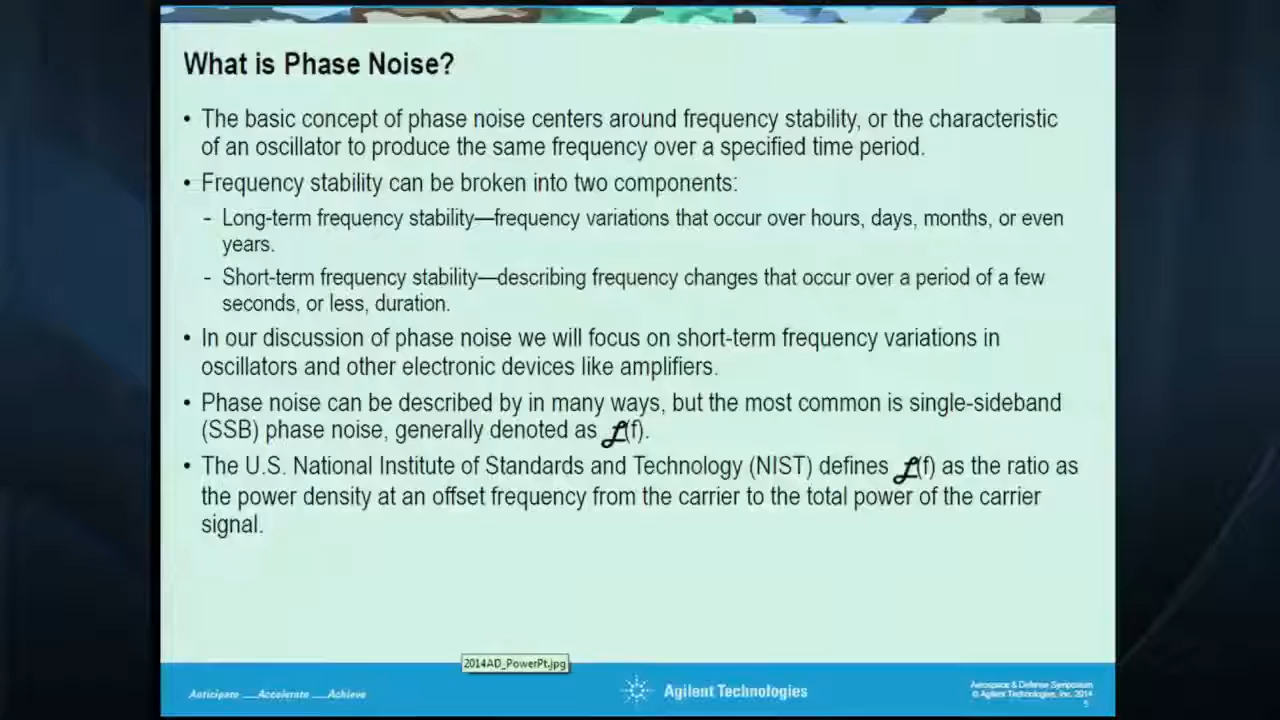 What is Phase Noise?
• The basic concept of phase noise centers around frequency stability, or the characteristic
of an oscillator to produce the same frequency over a specified time period.
• Frequency stability can be broken into two components:
- Long-term frequency stability—frequency variations that occur over hours, days, months, or even
years.
- Short-term frequency stability—describing frequency changes that occur over a period of a few
seconds, or less, duration.
• In our discussion of phase noise we will focus on short-term frequency variations in
oscillators and other electronic devices like amplifiers.
• Phase noise can be described by in many ways, but the most common is single-sideband
(SSB) phase noise, generally denoted as ℒ(f).
• The U.S. National Institute of Standards and Technology (NIST) defines ℒ(f) as the ratio as
the power density at an offset frequency from the carrier to the total power of the carrier
signal.
2014AD_PowerPt.jpg
Anticipate __Accelerate __Achieve
Agilent Technologies
Aerospace & Defense Symposium
© Agilent Technologies, Inc. 2014
5